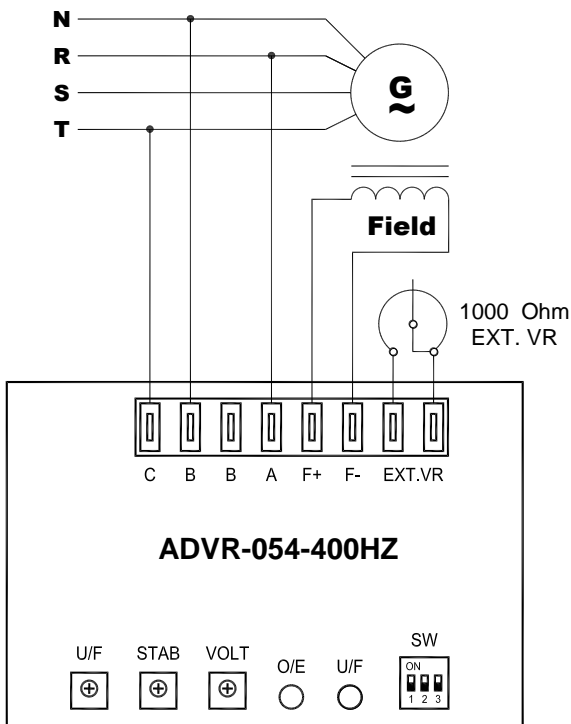 N
R
S
T
G
~
Field
1000 Ohm
EXT. VR
C B B A F+ F- EXT.VR
ADVR-054-400HZ
U/F STAB VOLT O/E U/F SW
ON
1 2 3